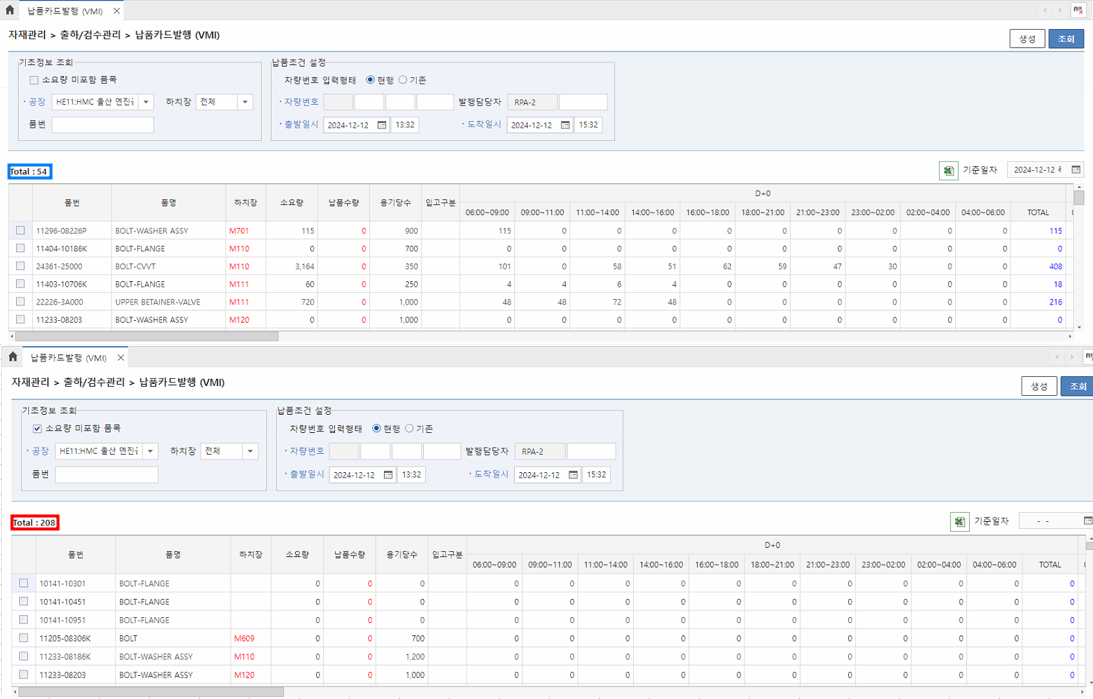 납품카드발행 (VMI)
자재관리 > 출하/검수관리 > 납품카드발행 (VMI)
생성 조회
기초정보 조회 납품조건 설정
소요량 미포함 품목 차량번호 입력형태 현행 기존
공장 HE11:HMC 울산 엔진공 하치장 전체 차량번호 발행담당자 RPA-2
품번 출발일시 2024-12-12 13:32 도착일시 2024-12-12 15:32
Total : 54 기준일자 2024-12-12
D+0
품번 품명 하치장 소요량 납품수량 용기당수 입고구분 06:00~09:00 09:00~11:00 11:00~14:00 14:00~16:00 16:00~18:00 18:00~21:00 21:00~23:00 23:00~02:00 02:00~04:00 04:00~06:00 TOTAL
11296-08226P BOLT-WASHER ASSY M701 115 0 900 115 0 0 0 0 0 0 0 0 0 115
11404-10186K BOLT-FLANGE M110 0 0 700 0 0 0 0 0 0 0 0 0 0 0
24361-25000 BOLT-CVVT M110 3,164 0 350 101 0 58 51 62 59 47 30 0 0 408
11403-10706K BOLT-FLANGE M111 60 0 250 4 4 6 4 0 0 0 0 0 0 18
22226-3A000 UPPER BETAINER-VALVE M111 720 0 1,000 48 48 72 48 0 0 0 0 0 0 216
11233-08203 BOLT-WASHER ASSY M120 0 0 1,000 0 0 0 0 0 0 0 0 0 0 0
납품카드발행 (VMI)
자재관리 > 출하/검수관리 > 납품카드발행 (VMI)
생성 조회
기초정보 조회 납품조건 설정
소요량 미포함 품목 차량번호 입력형태 현행 기존
공장 HE11:HMC 울산 엔진공 하치장 전체 차량번호 발행담당자 RPA-2
품번 출발일시 2024-12-12 13:32 도착일시 2024-12-12 15:32
Total : 208 기준일자 - -
D+0
품번 품명 하치장 소요량 납품수량 용기당수 입고구분 06:00~09:00 09:00~11:00 11:00~14:00 14:00~16:00 16:00~18:00 18:00~21:00 21:00~23:00 23:00~02:00 02:00~04:00 04:00~06:00 TOTAL
10141-10301 BOLT-FLANGE 0 0 0 0 0 0 0 0 0 0 0 0 0 0
10141-10451 BOLT-FLANGE 0 0 0 0 0 0 0 0 0 0 0 0 0 0
10141-10951 BOLT-FLANGE 0 0 0 0 0 0 0 0 0 0 0 0 0 0
11205-08306K BOLT M609 0 0 700 0 0 0 0 0 0 0 0 0 0 0
11233-08186K BOLT-WASHER ASSY M110 0 0 1,200 0 0 0 0 0 0 0 0 0 0 0
11233-08203 BOLT-WASHER ASSY M120 0 0 1,000 0 0 0 0 0 0 0 0 0 0 0